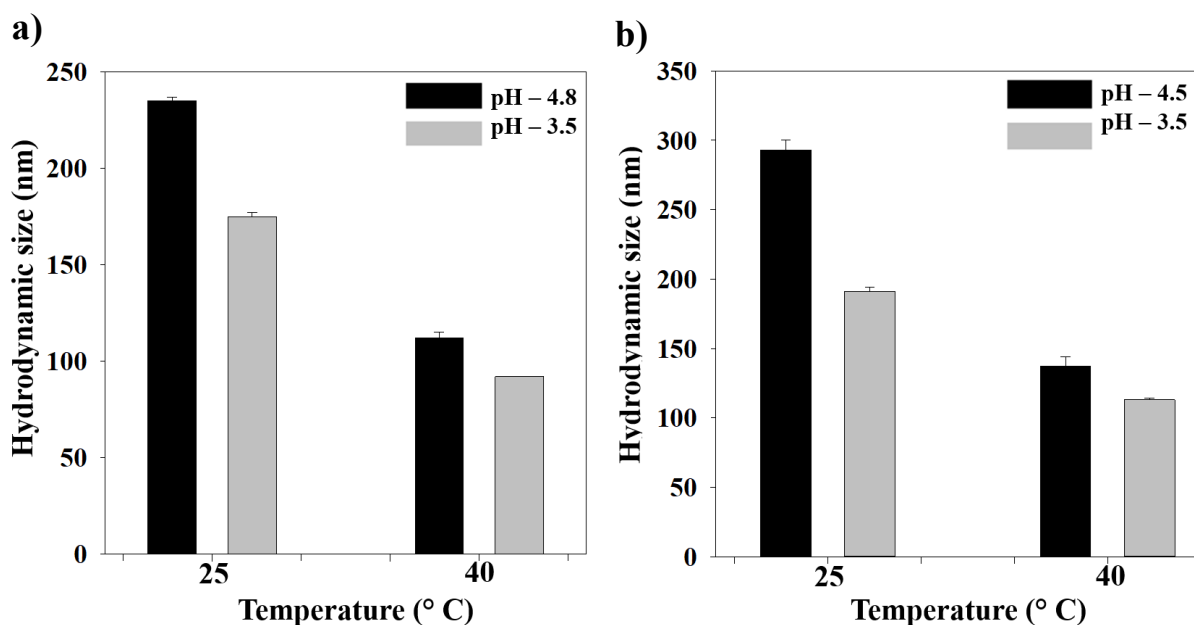 a)
Hydrodynamic size (nm)
250
200
150
100
50
0
pH – 4.8
pH – 3.5
25
40
Temperature (° C)
b)
Hydrodynamic size (nm)
350
300
250
200
150
100
50
0
pH – 4.5
pH – 3.5
25
40
Temperature (° C)